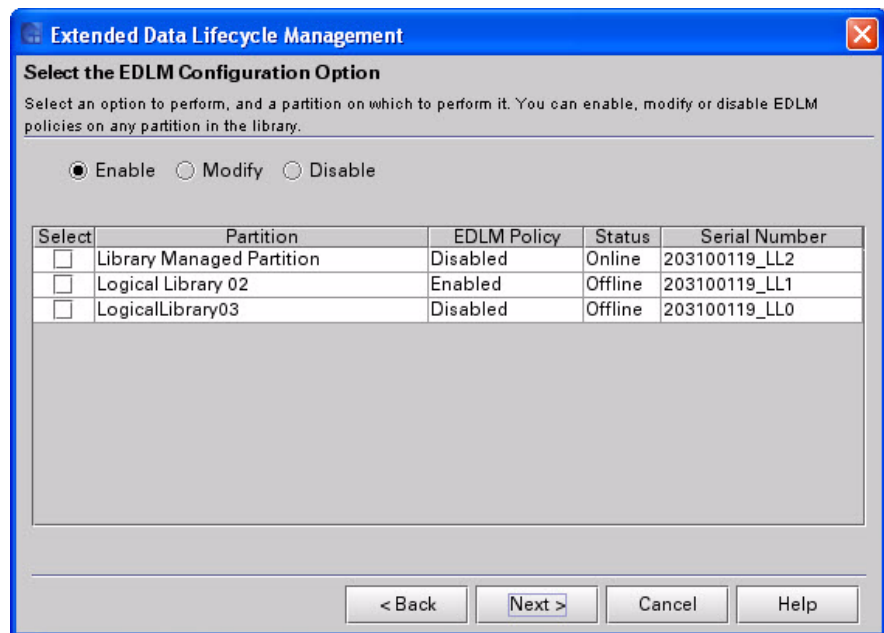 Extended Data Lifecycle Management
Select the EDLM Configuration Option
Select an option to perform, and a partition on which to perform it. You can enable, modify or disable EDLM
policies on any partition in the library.
Enable Modify Disable
Select Partition EDLM Policy Status Serial Number
Library Managed Partition Disabled Online 203100119_LL2
Logical Library 02 Enabled Offline 203100119_LL1
LogicalLibrary03 Disabled Offline 203100119_LL0
< Back Next > Cancel Help